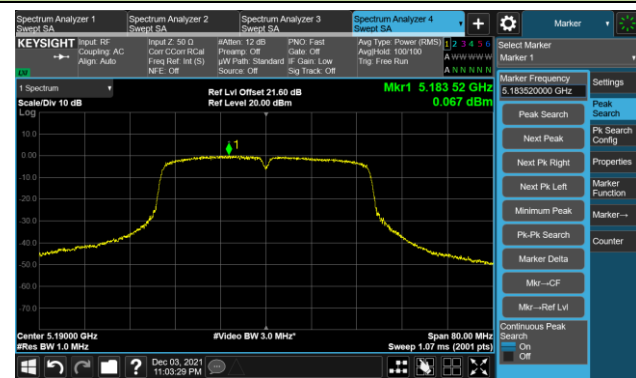 Spectrum Analyzer 1
Swept SA
Spectrum Analyzer 2
Swept SA
Spectrum Analyzer 3
Swept SA
Spectrum Analyzer 4
Swept SA
+
Marker
KEYSIGHT
Input: RF
Coupling: AC
Align: Auto
Input Z: 50 Ω
Corr CCorr RCal
Freq Ref: Int (S)
NFE: Off
#Atten: 12 dB
Preamp: Off
µW Path: Standard
Source: Off
PNO: Fast
Gate: Off
IF Gain: Low
Sig Track: Off
Avg Type: Power (RMS)
Avg|Hold: 100/100
Trig: Free Run
1 2 3 4 5 6
A W W W W W
A N N N N N
Select Marker
Marker 1
1 Spectrum
Scale/Div 10 dB
Log
Ref Lvl Offset 21.60 dB
Ref Level 20.00 dBm
Mkr1 5.183 52 GHz
0.067 dBm
10.0
0.00
-10.0
-20.0
-30.0
-40.0
-50.0
-60.0
-70.0
1
Center 5.19000 GHz
#Res BW 1.0 MHz
#Video BW 3.0 MHz*
Span 80.00 MHz
Sweep 1.07 ms (2001 pts)
Marker Frequency
5.183520000 GHz
Peak Search
Next Peak
Next Pk Right
Next Pk Left
Minimum Peak
Pk-Pk Search
Marker Delta
Mkr→CF
Mkr→Ref Lvl
Continuous Peak
Search
On
Off
Settings
Peak
Search
Pk Search
Config
Properties
Marker
Function
Marker→
Counter
?
Dec 03, 2021
11:03:29 PM